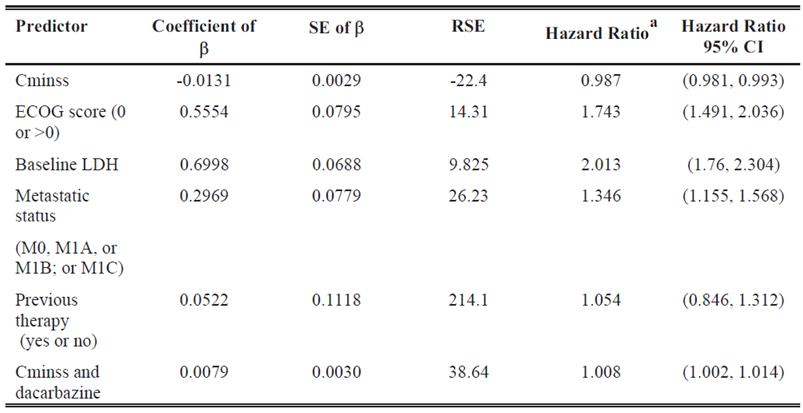 Predictor Coefficient of β SE of β RSE Hazard Ratioᵃ Hazard Ratio 95% CI
Cminss -0.0131 0.0029 -22.4 0.987 (0.981, 0.993)
ECOG score (0 or >0) 0.5554 0.0795 14.31 1.743 (1.491, 2.036)
Baseline LDH 0.6998 0.0688 9.825 2.013 (1.76, 2.304)
Metastatic status 0.2969 0.0779 26.23 1.346 (1.155, 1.568)
(M0, M1A, or M1B; or M1C)
Previous therapy (yes or no) 0.0522 0.1118 214.1 1.054 (0.846, 1.312)
Cminss and dacarbazine 0.0079 0.0030 38.64 1.008 (1.002, 1.014)